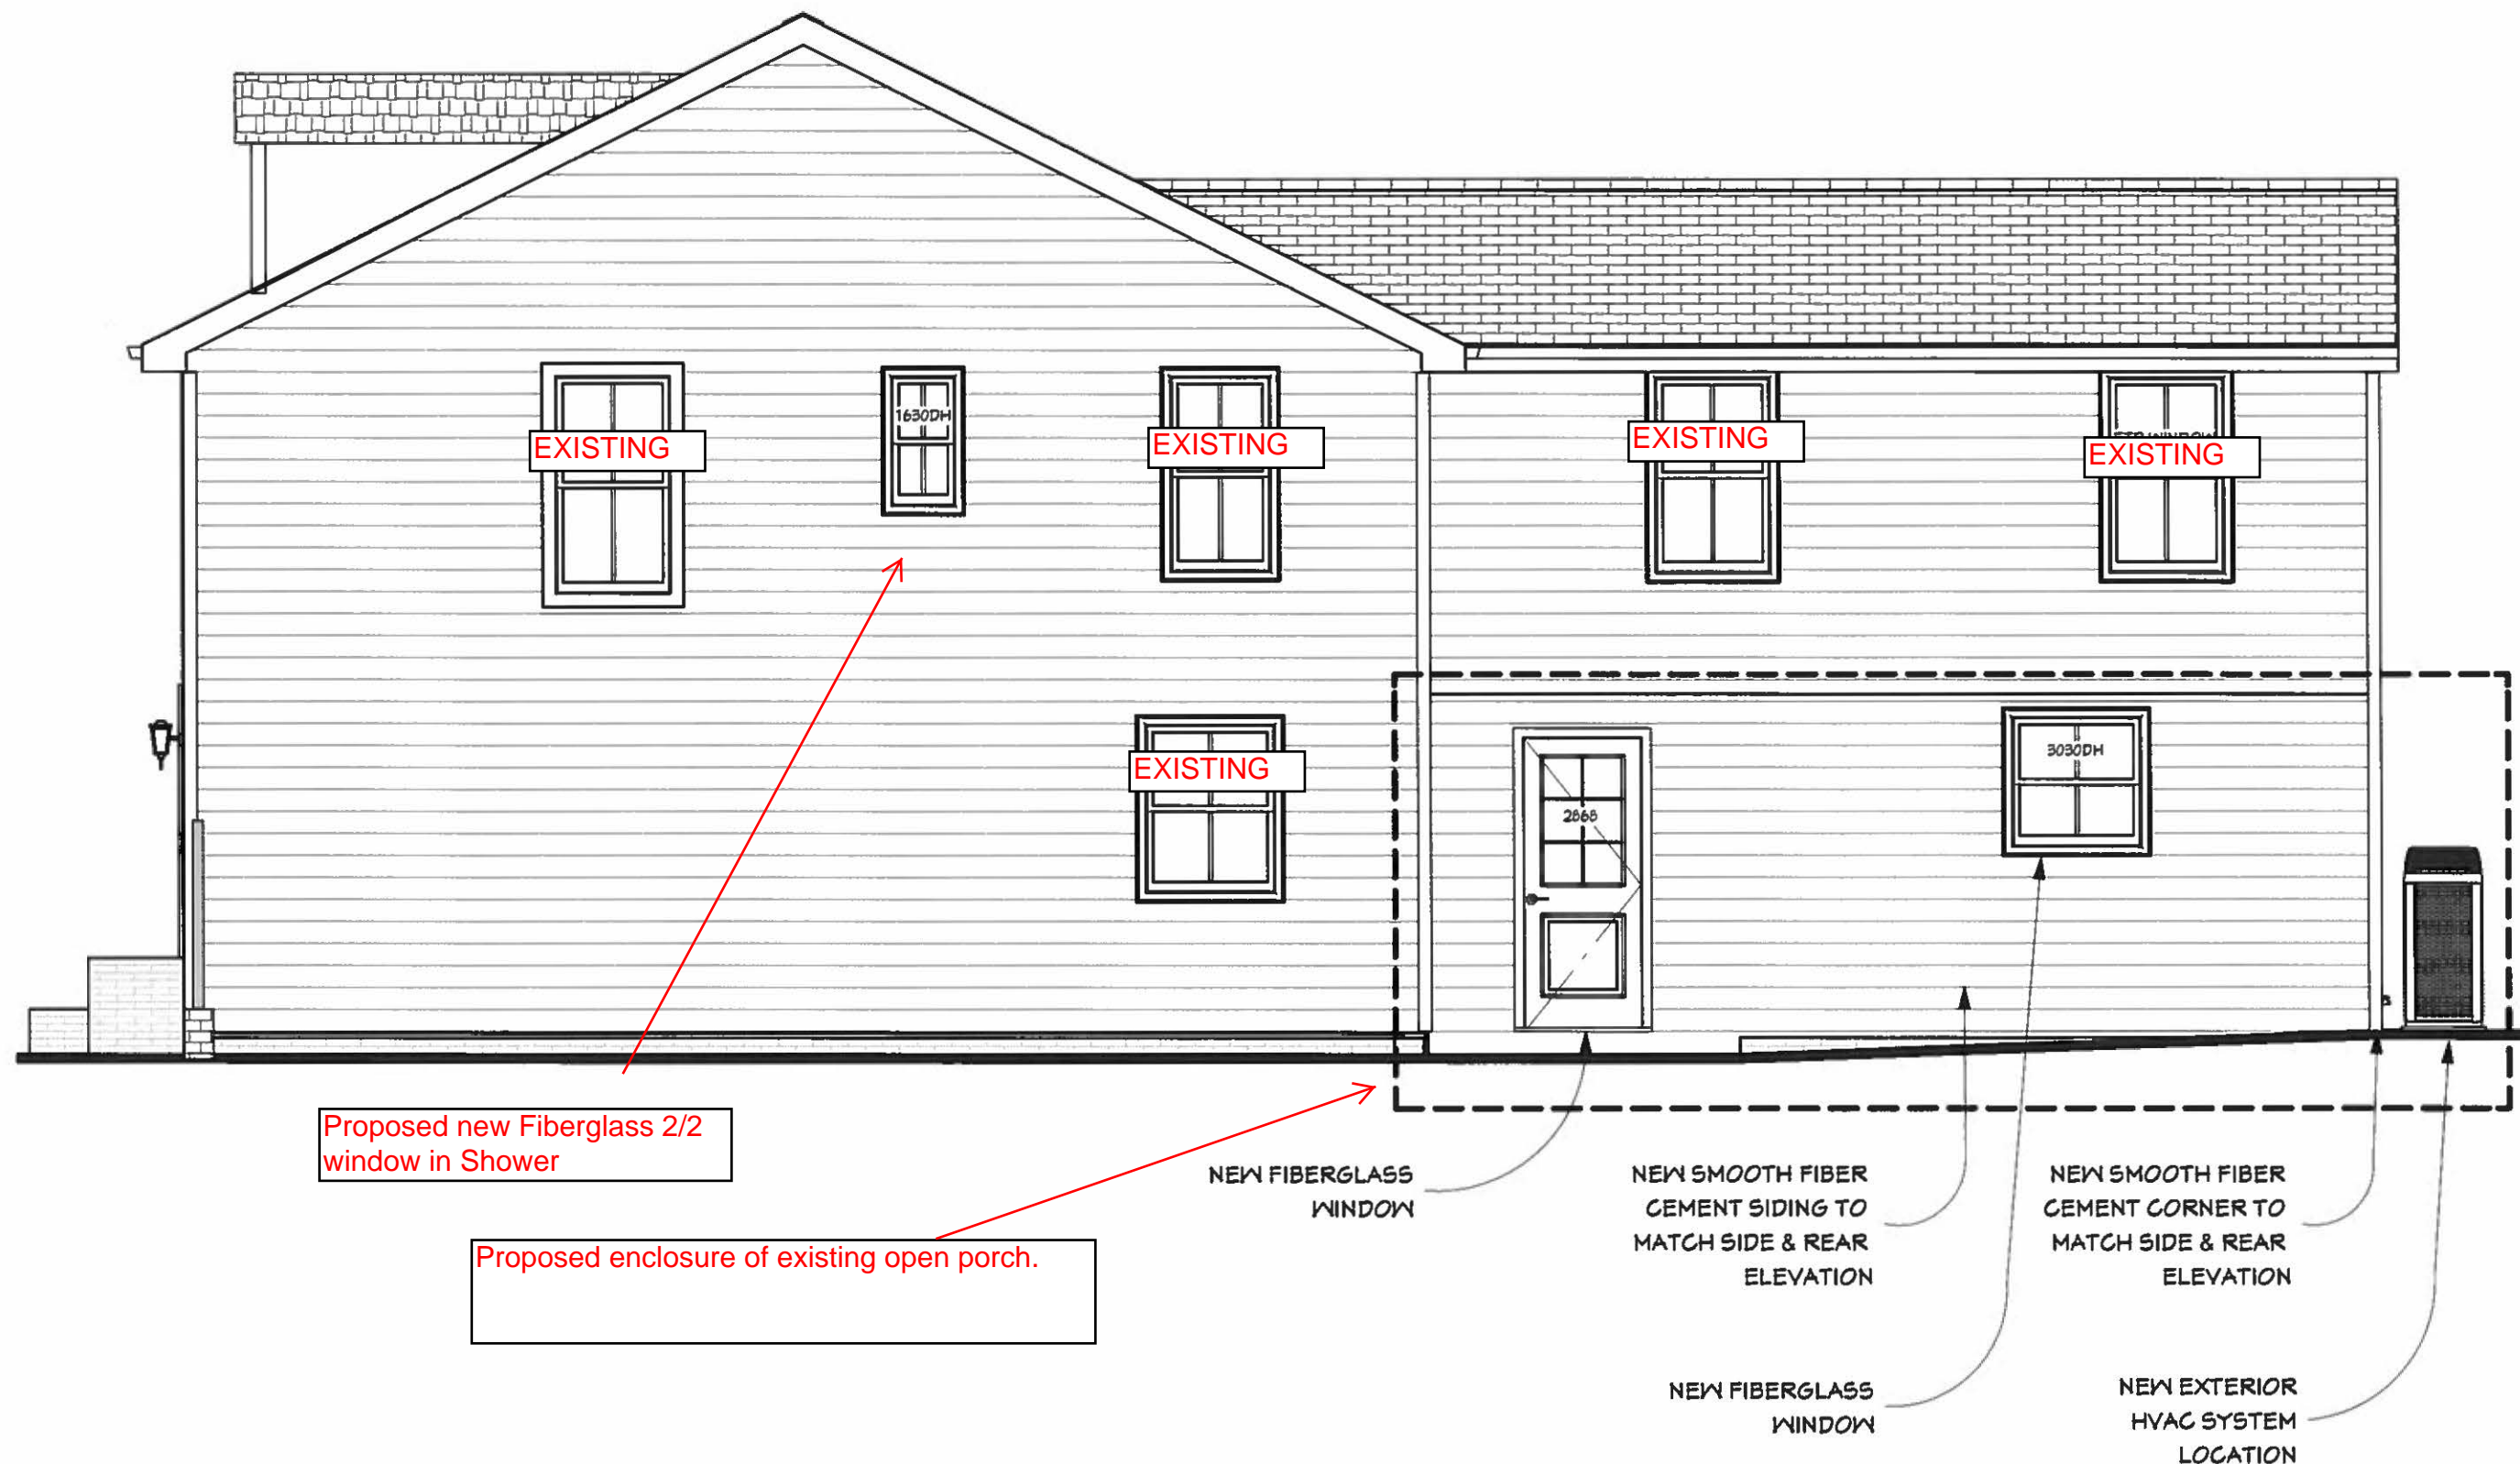 1630DH
EXISTING
EXISTING
EXISTING
EXISTING
EXISTING
3030DH
2868
Proposed new Fiberglass 2/2
window in Shower
Proposed enclosure of existing open porch.
NEW FIBERGLASS
WINDOW
NEW SMOOTH FIBER
CEMENT SIDING TO
MATCH SIDE & REAR
ELEVATION
NEW SMOOTH FIBER
CEMENT CORNER TO
MATCH SIDE & REAR
ELEVATION
NEW FIBERGLASS
WINDOW
NEW EXTERIOR
HVAC SYSTEM
LOCATION